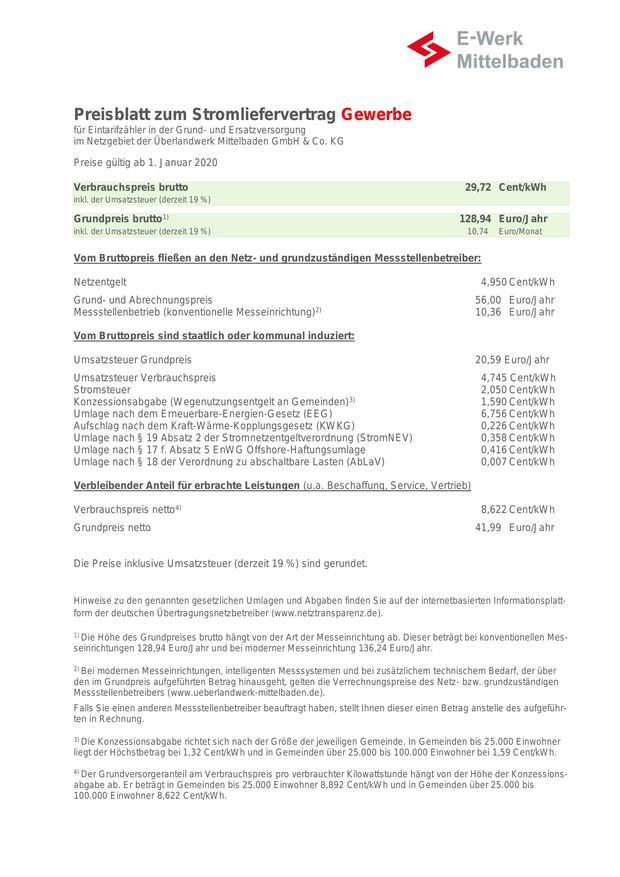 E-Werk
Mittelbaden
Preisblatt zum Stromliefervertrag Gewerbe
für Eintarifzähler in der Grund- und Ersatzversorgung
im Netzgebiet der Überlandwerk Mittelbaden GmbH & Co. KG
Preise gültig ab 1. Januar 2020
Verbrauchspreis brutto 29,72 Cent/kWh
inkl. der Umsatzsteuer (derzeit 19 %)
Grundpreis brutto1) 128,94 Euro/Jahr
inkl. der Umsatzsteuer (derzeit 19 %) 10,74 Euro/Monat
Vom Bruttopreis fließen an den Netz- und grundzuständigen Messstellenbetreiber:
Netzentgelt 4,950 Cent/kWh
Grund- und Abrechnungspreis 56,00 Euro/Jahr
Messstellenbetrieb (konventionelle Messeinrichtung)2) 10,36 Euro/Jahr
Vom Bruttopreis sind staatlich oder kommunal induziert:
Umsatzsteuer Grundpreis 20,59 Euro/Jahr
Umsatzsteuer Verbrauchspreis 4,745 Cent/kWh
Stromsteuer 2,050 Cent/kWh
Konzessionsabgabe (Wegenutzungsentgelt an Gemeinden)3) 1,590 Cent/kWh
Umlage nach dem Erneuerbare-Energien-Gesetz (EEG) 6,756 Cent/kWh
Aufschlag nach dem Kraft-Wärme-Kopplungsgesetz (KWKG) 0,226 Cent/kWh
Umlage nach § 19 Absatz 2 der Stromnetzentgeltverordnung (StromNEV) 0,358 Cent/kWh
Umlage nach § 17 f. Absatz 5 EnWG Offshore-Haftungsumlage 0,416 Cent/kWh
Umlage nach § 18 der Verordnung zu abschaltbare Lasten (AbLaV) 0,007 Cent/kWh
Verbleibender Anteil für erbrachte Leistungen (u.a. Beschaffung, Service, Vertrieb)
Verbrauchspreis netto4) 8,622 Cent/kWh
Grundpreis netto 41,99 Euro/Jahr
Die Preise inklusive Umsatzsteuer (derzeit 19 %) sind gerundet.
Hinweise zu den genannten gesetzlichen Umlagen und Abgaben finden Sie auf der internetbasierten Informationsplatt-
form der deutschen Übertragungsnetzbetreiber (www.netztransparenz.de).
1) Die Höhe des Grundpreises brutto hängt von der Art der Messeinrichtung ab. Dieser beträgt bei konventionellen Mes-
seinrichtungen 128,94 Euro/Jahr und bei moderner Messeinrichtung 136,24 Euro/Jahr.
2) Bei modernen Messeinrichtungen, intelligenten Messsystemen und bei zusätzlichem technischem Bedarf, der über
den im Grundpreis aufgeführten Betrag hinausgeht, gelten die Verrechnungspreise des Netz- bzw. grundzuständigen
Messstellenbetreibers (www.ueberlandwerk-mittelbaden.de).
Falls Sie einen anderen Messstellenbetreiber beauftragt haben, stellt Ihnen dieser einen Betrag anstelle des aufgeführ-
ten in Rechnung.
3) Die Konzessionsabgabe richtet sich nach der Größe der jeweiligen Gemeinde. In Gemeinden bis 25.000 Einwohner
liegt der Höchstbetrag bei 1,32 Cent/kWh und in Gemeinden über 25.000 bis 100.000 Einwohner bei 1,59 Cent/kWh.
4) Der Grundversorgeranteil am Verbrauchspreis pro verbrauchter Kilowattstunde hängt von der Höhe der Konzessions-
abgabe ab. Er beträgt in Gemeinden bis 25.000 Einwohner 8,892 Cent/kWh und in Gemeinden über 25.000 bis
100.000 Einwohner 8,622 Cent/kWh.